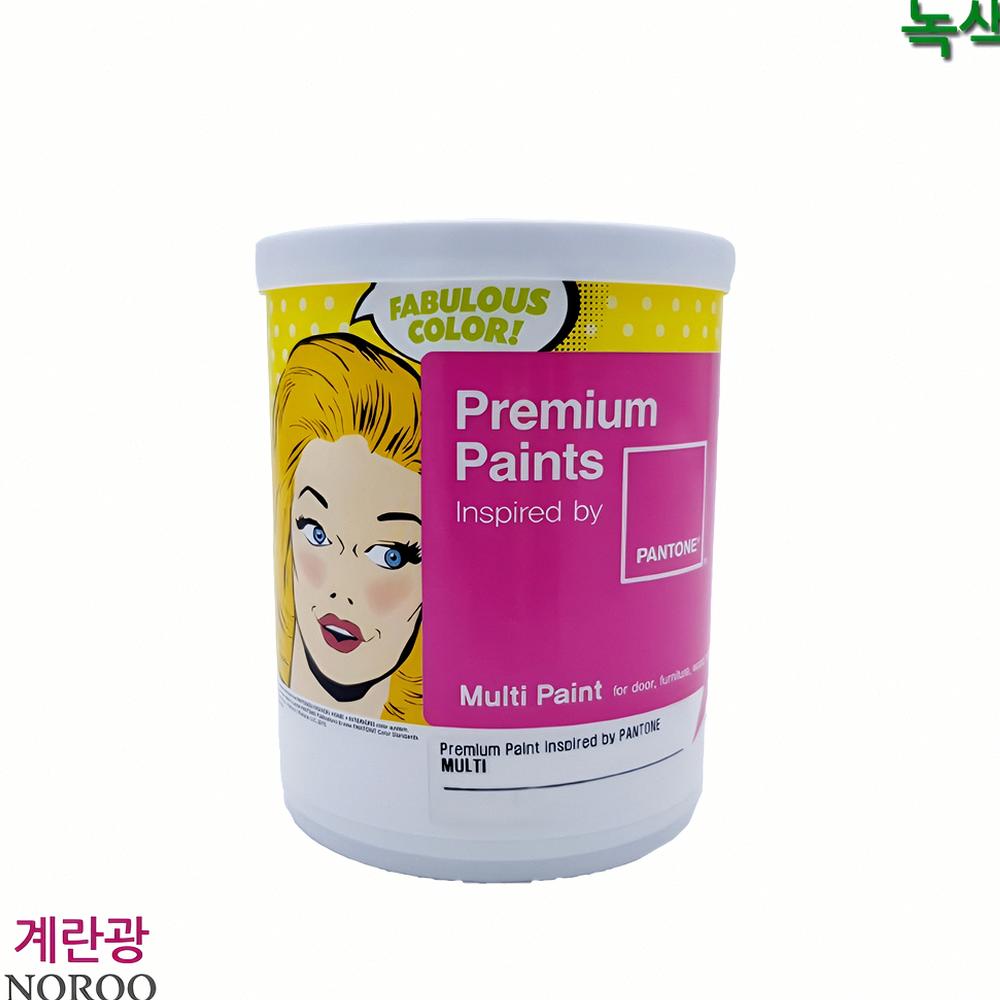 녹색
FABULOUS
COLOR!
Premium
Paints
Inspired by
PANTONE®
Multi Paint for door, furniture,
Premium Paint Inspired by PANTONE
MULTI
계란광
NOROO